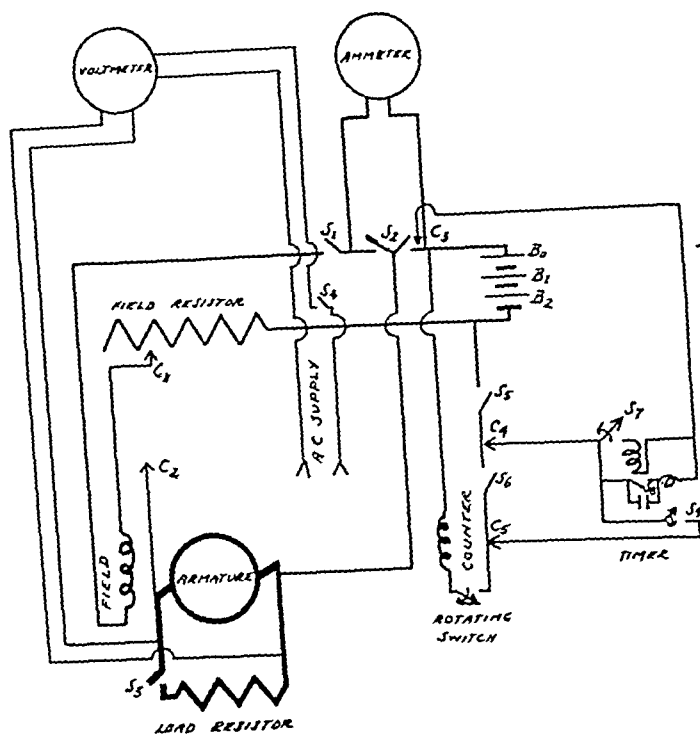 VOLTMETER
AMMETER
S1
S2
C3
B0
B1
B2
FIELD RESISTOR
S4
C1
AC SUPPLY
S5
C4
S7
C2
S6
COUNTER
C5
TIMER
FIELD
ARMATURE
ROTATING
SWITCH
S3
LOAD RESISTOR